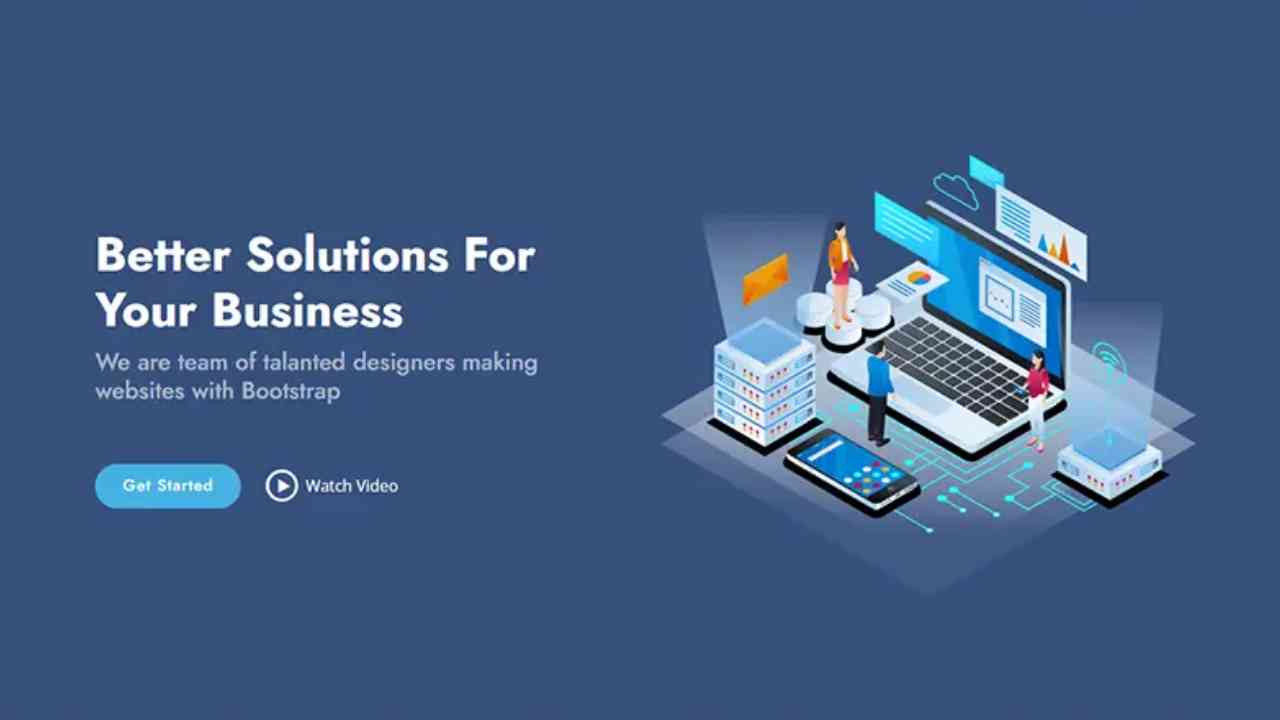 Better Solutions For
Your Business
We are team of talanted designers making
websites with Bootstrap
Get Started
Watch Video